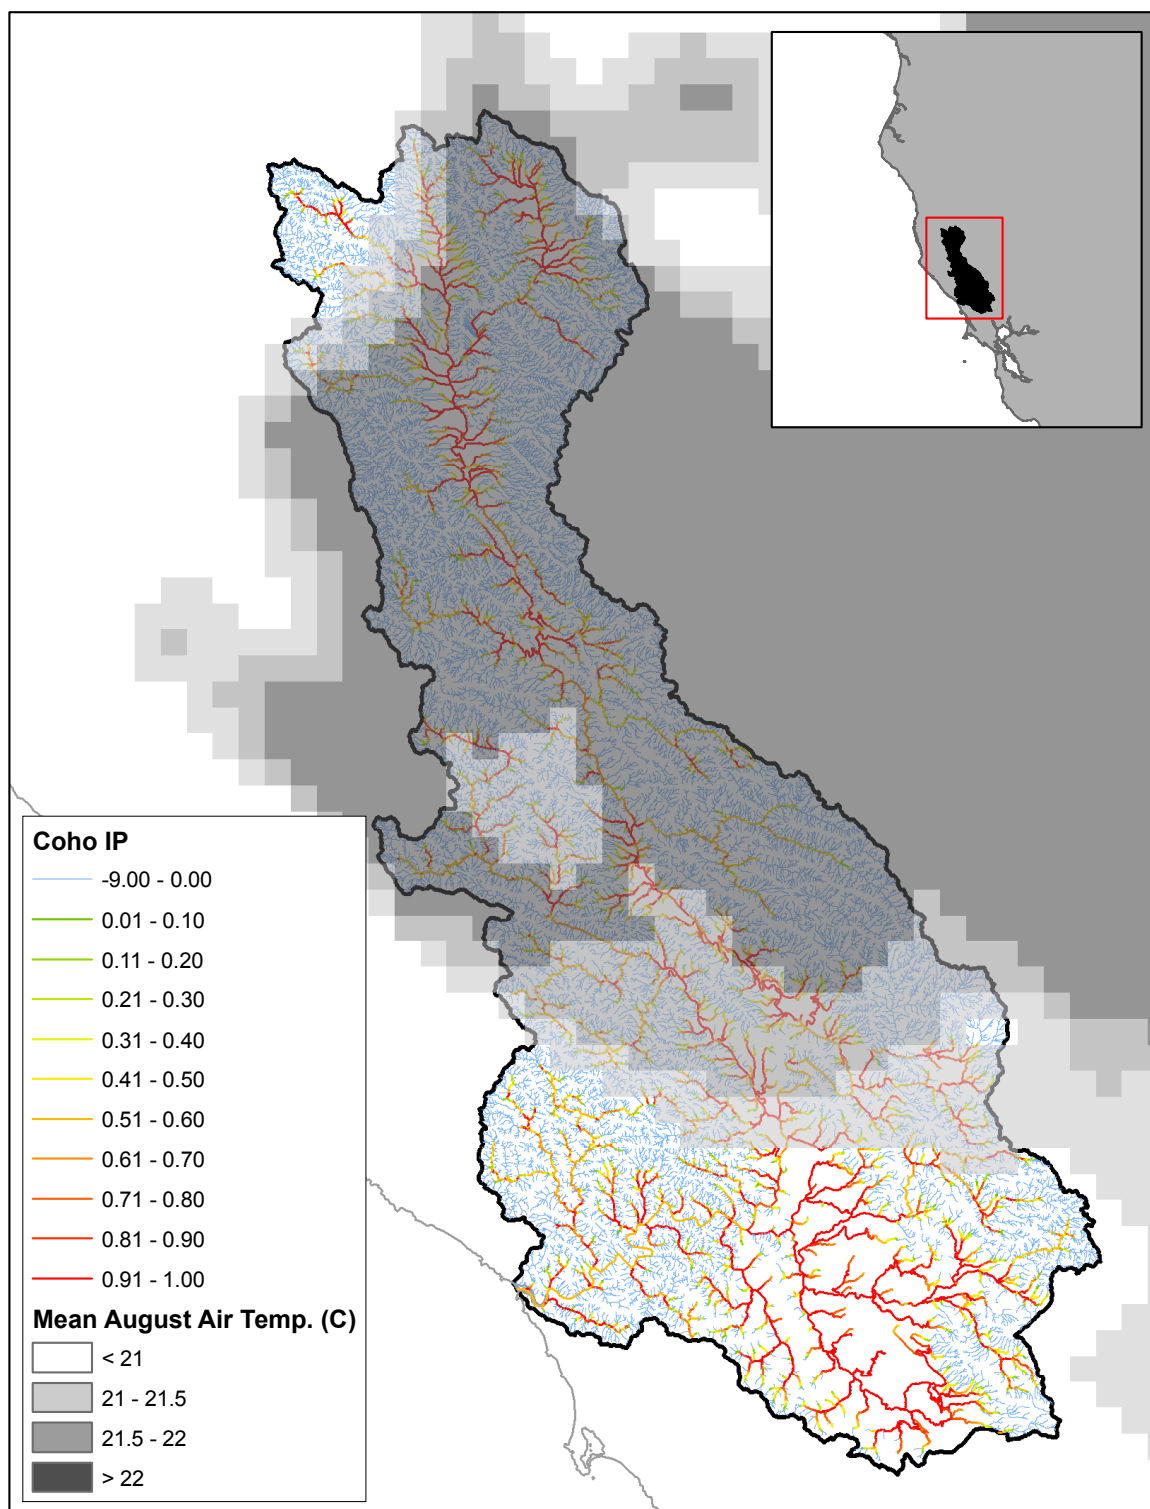 Coho IP
-9.00 - 0.00
0.01 - 0.10
0.11 - 0.20
0.21 - 0.30
0.31 - 0.40
0.41 - 0.50
0.51 - 0.60
0.61 - 0.70
0.71 - 0.80
0.81 - 0.90
0.91 - 1.00
Mean August Air Temp. (C)
< 21
21 - 21.5
21.5 - 22
> 22